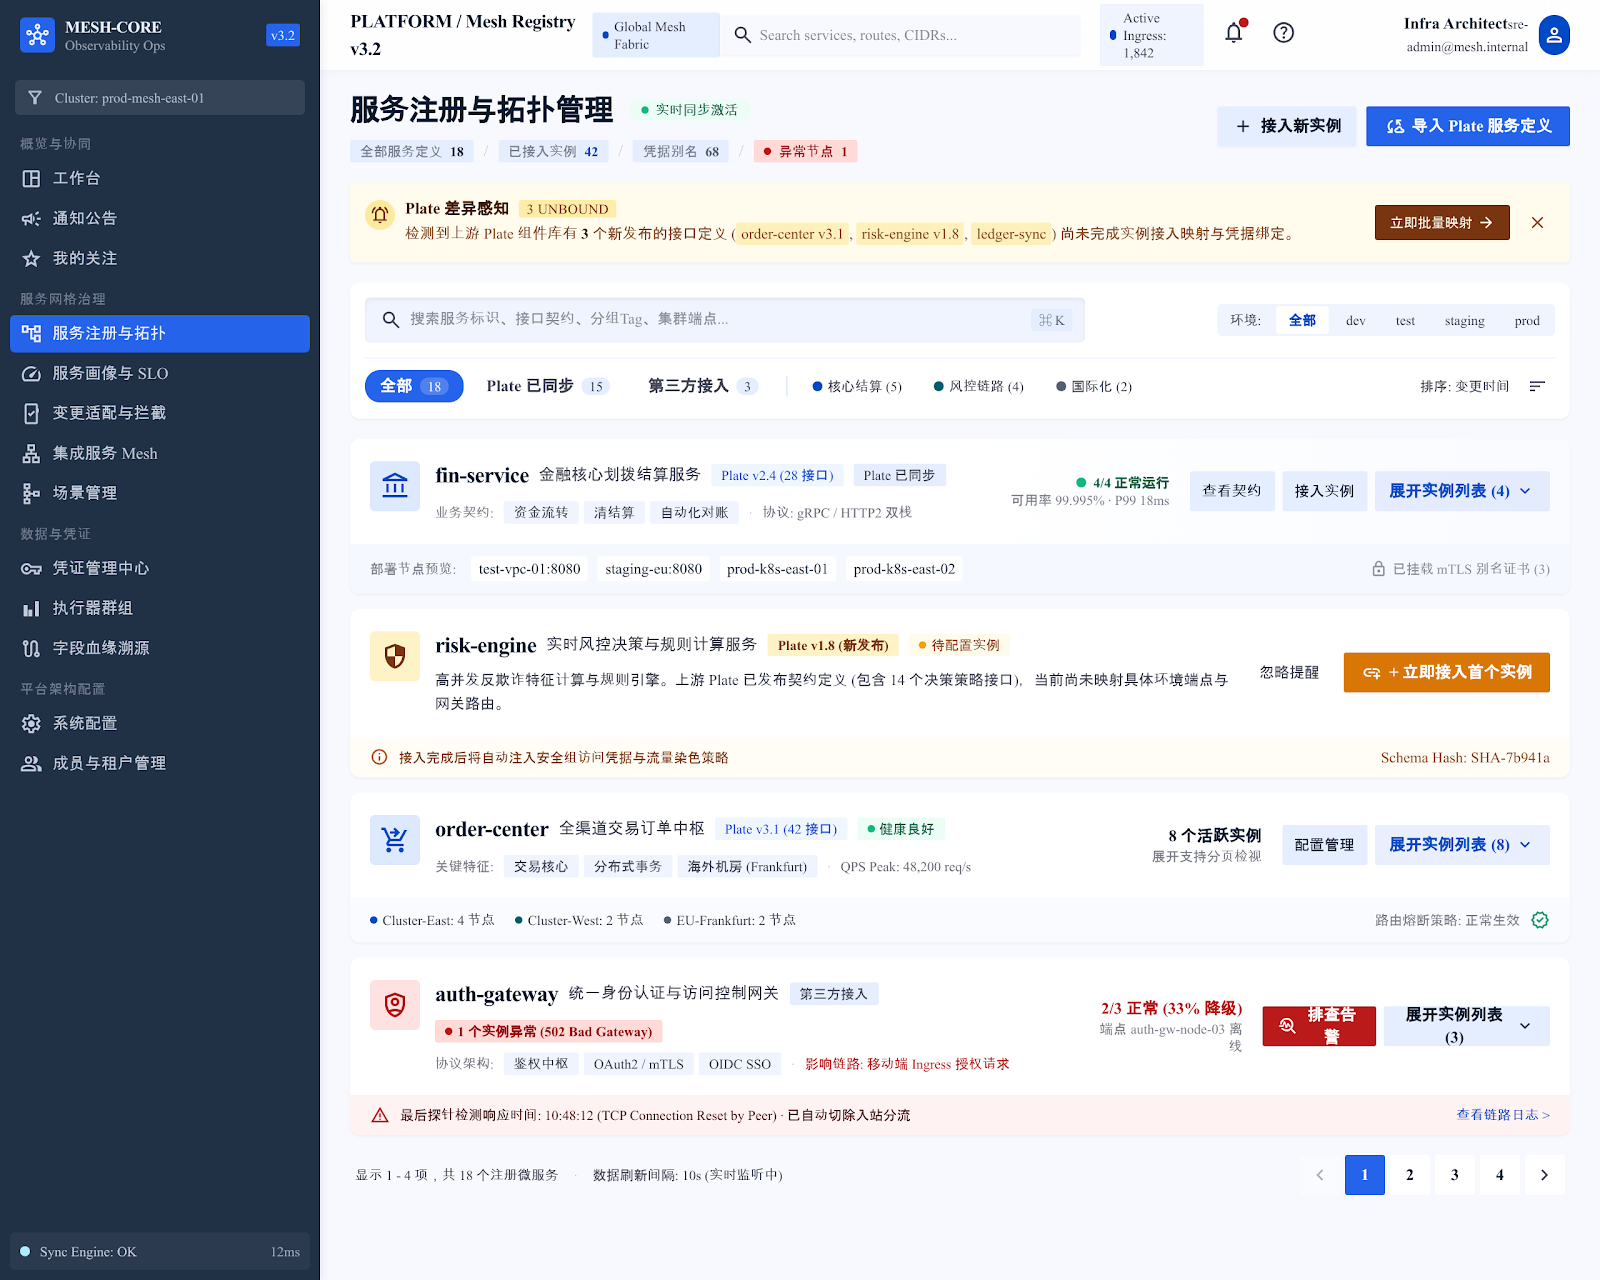 MESH-CORE
Observability Ops
v3.2
Cluster: prod-mesh-east-01
概览与协同
工作台
通知公告
我的关注
服务网格治理
服务注册与拓扑
服务画像与 SLO
变更适配与拦截
集成服务 Mesh
场景管理
数据与凭证
凭证管理中心
执行器群组
字段血缘溯源
平台架构配置
系统配置
成员与租户管理
Sync Engine: OK 12ms
PLATFORM / Mesh Registry
v3.2
Global Mesh
Fabric
Search services, routes, CIDRs...
Active
Ingress:
1,842
Infra Architectsre-
admin@mesh.internal
服务注册与拓扑管理
实时同步激活
全部服务定义 18 / 已接入实例 42 / 凭据别名 68 / 异常节点 1
+ 接入新实例
导入 Plate 服务定义
Plate 差异感知 3 UNBOUND
检测到上游 Plate 组件库有 3 个新发布的接口定义 ( order-center v3.1 , risk-engine v1.8 , ledger-sync ) 尚未完成实例接入映射与凭据绑定。
立即批量映射 →
搜索服务标识、接口契约、分组Tag、集群端点...
⌘K
环境: 全部 dev test staging prod
全部 18 Plate 已同步 15 第三方接入 3 核心结算 (5) 风控链路 (4) 国际化 (2)
排序: 变更时间
fin-service 金融核心划拨结算服务 Plate v2.4 (28 接口) Plate 已同步
业务契约: 资金流转 清结算 自动化对账 · 协议: gRPC / HTTP2 双栈
4/4 正常运行
可用率 99.995% · P99 18ms
查看契约 接入实例 展开实例列表 (4)
部署节点预览: test-vpc-01:8080 staging-eu:8080 prod-k8s-east-01 prod-k8s-east-02
已挂载 mTLS 别名证书 (3)
risk-engine 实时风控决策与规则计算服务 Plate v1.8 (新发布) 待配置实例
高并发反欺诈特征计算与规则引擎。上游 Plate 已发布契约定义 (包含 14 个决策策略接口)，当前尚未映射具体环境端点与
网关路由。
忽略提醒 + 立即接入首个实例
接入完成后将自动注入安全组访问凭据与流量染色策略
Schema Hash: SHA-7b941a
order-center 全渠道交易订单中枢 Plate v3.1 (42 接口) 健康良好
关键特征: 交易核心 分布式事务 海外机房 (Frankfurt) · QPS Peak: 48,200 req/s
8 个活跃实例
展开支持分页检视
配置管理 展开实例列表 (8)
Cluster-East: 4 节点 Cluster-West: 2 节点 EU-Frankfurt: 2 节点
路由熔断策略: 正常生效
auth-gateway 统一身份认证与访问控制网关 第三方接入
1 个实例异常 (502 Bad Gateway)
协议架构: 鉴权中枢 OAuth2 / mTLS OIDC SSO · 影响链路: 移动端 Ingress 授权请求
2/3 正常 (33% 降级)
端点 auth-gw-node-03 离
线
排查告
警
展开实例列表
(3)
最后探针检测响应时间: 10:48:12 (TCP Connection Reset by Peer) · 已自动切除入站分流
查看链路日志 >
显示 1 - 4 项 , 共 18 个注册微服务 · 数据刷新间隔: 10s (实时监听中)
1 2 3 4